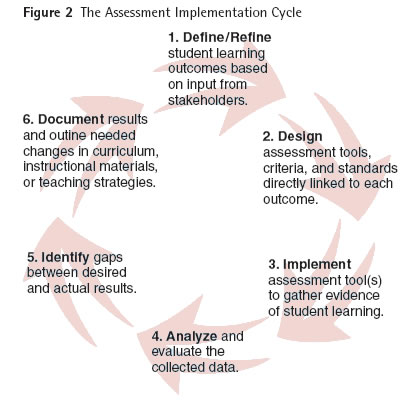 Figure 2 The Assessment Implementation Cycle
1. Define/Refine
student learning
outcomes based
on input from
stakeholders.
2. Design
assessment tools,
criteria, and standards
directly linked to each
outcome.
3. Implement
assessment tool(s)
to gather evidence
of student learning.
4. Analyze and
evaluate the
collected data.
5. Identify gaps
between desired
and actual results.
6. Document results
and outine needed
changes in curriculum,
instructional materials,
or teaching strategies.